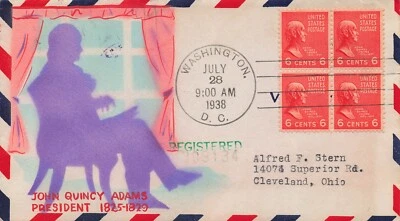 WASHINGTON,
JULY
28
9:00 AM
1938
D. C.
UNITED STATES POSTAGE
6 CENTS 6
UNITED STATES POSTAGE
6 CENTS 6
UNITED STATES POSTAGE
6 CENTS 6
UNITED STATES POSTAGE
6 CENTS 6
V
REGISTERED
Alfred F. Stern
14074 Superior Rd.
Cleveland, Ohio
JOHN QUINCY ADAMS
PRESIDENT 1825-1829